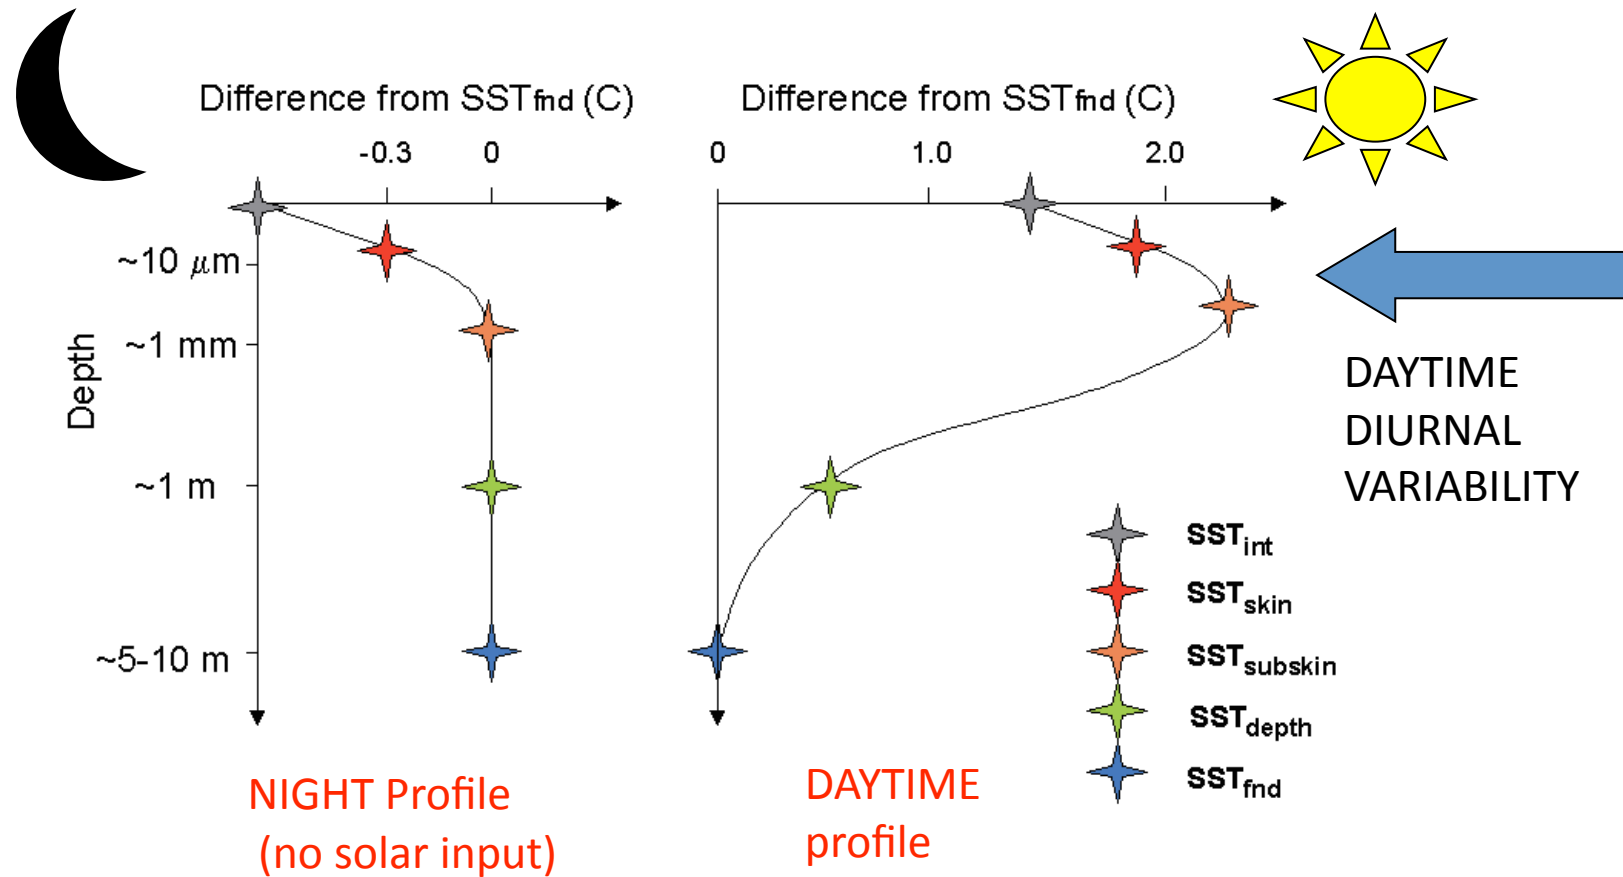 Difference from SSTfnd (C)
-0.3 0
Depth
~10 μm
~1 mm
~1 m
~5-10 m
NIGHT Profile
(no solar input)
Difference from SSTfnd (C)
0 1.0 2.0
DAYTIME
profile
DAYTIME
DIURNAL
VARIABILITY
SSTint
SSTskin
SSTsubskin
SSTdepth
SSTfnd